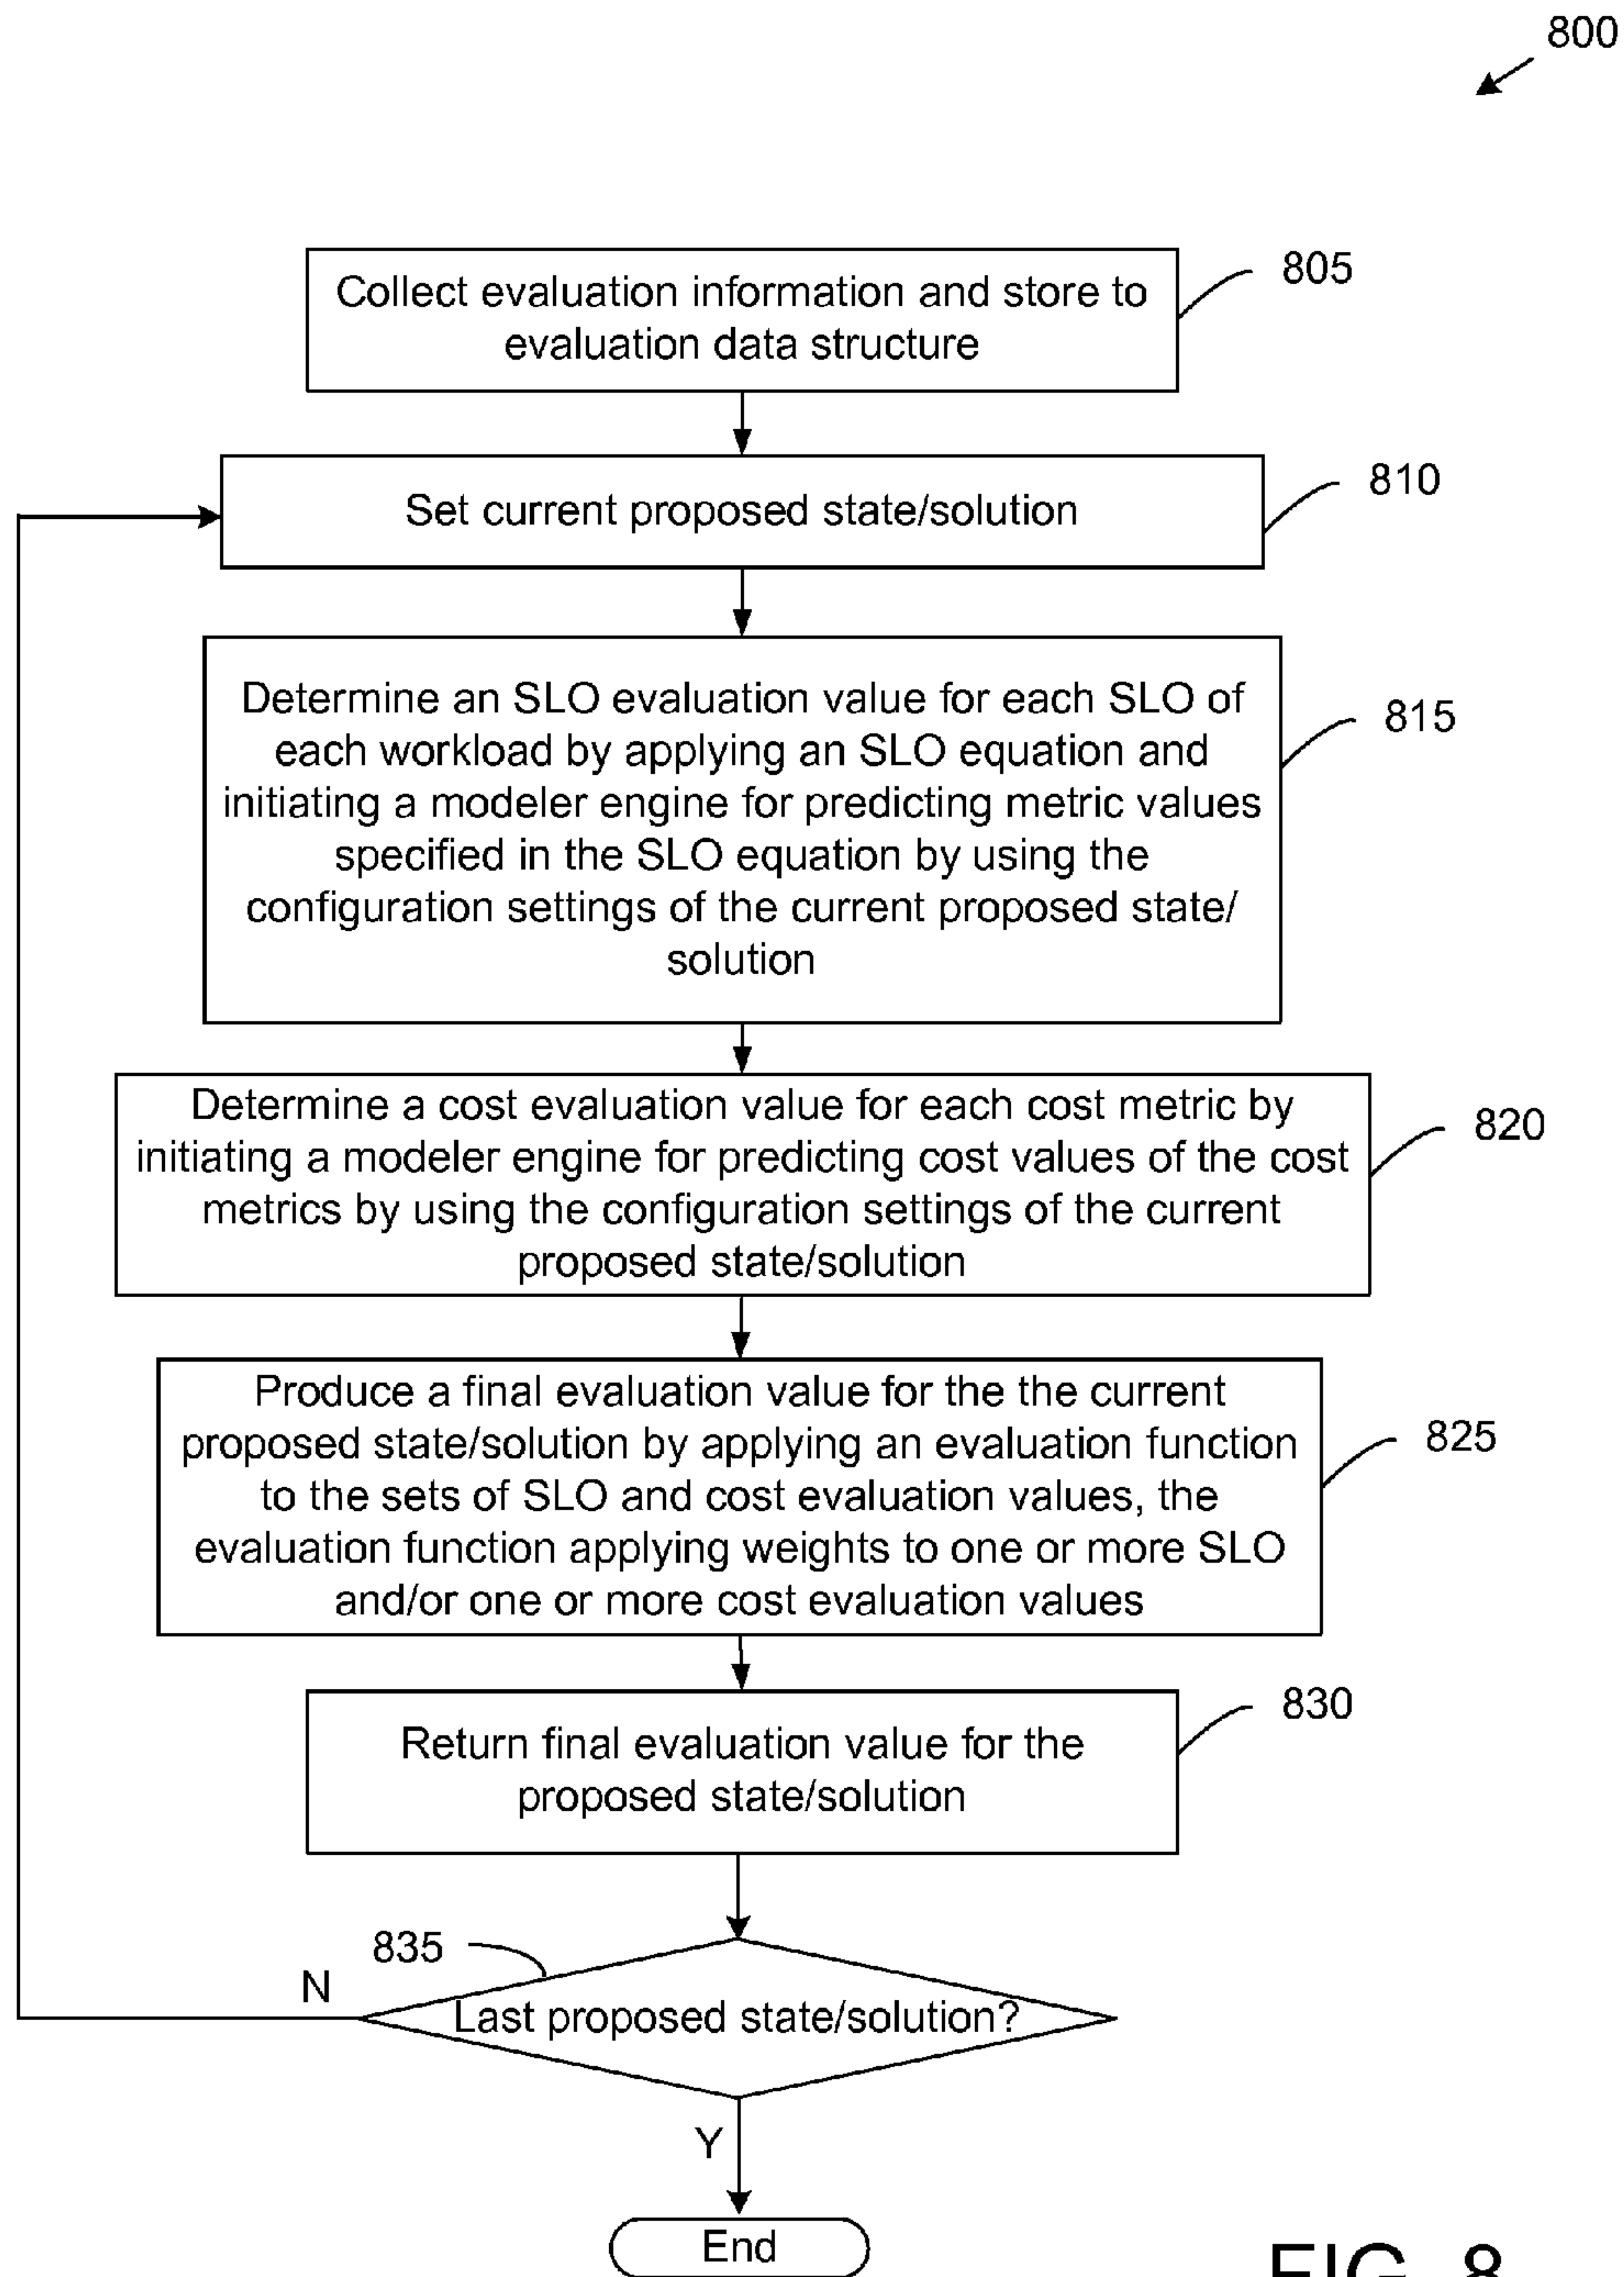 800
Collect evaluation information and store to
evaluation data structure
805
Set current proposed state/solution
810
Determine an SLO evaluation value for each SLO of
each workload by applying an SLO equation and
initiating a modeler engine for predicting metric values
specified in the SLO equation by using the
configuration settings of the current proposed state/
solution
815
Determine a cost evaluation value for each cost metric by
initiating a modeler engine for predicting cost values of the cost
metrics by using the configuration settings of the current
proposed state/solution
820
Produce a final evaluation value for the the current
proposed state/solution by applying an evaluation function
to the sets of SLO and cost evaluation values, the
evaluation function applying weights to one or more SLO
and/or one or more cost evaluation values
825
Return final evaluation value for the
proposed state/solution
830
835
N
Last proposed state/solution?
Y
End
FIG. 8